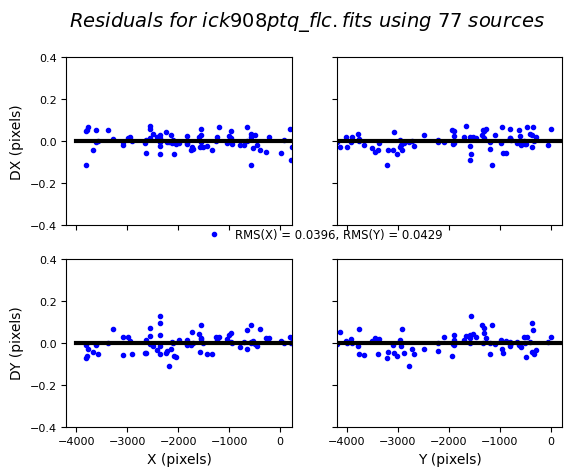 Residuals for ick908ptq_flc.fits using 77 sources
0.4
0.2
0.0
−0.2
−0.4
DX (pixels)
RMS(X) = 0.0396, RMS(Y) = 0.0429
0.4
0.2
0.0
−0.2
−0.4
DY (pixels)
−4000 −3000 −2000 −1000 0
−4000 −3000 −2000 −1000 0
X (pixels)
Y (pixels)